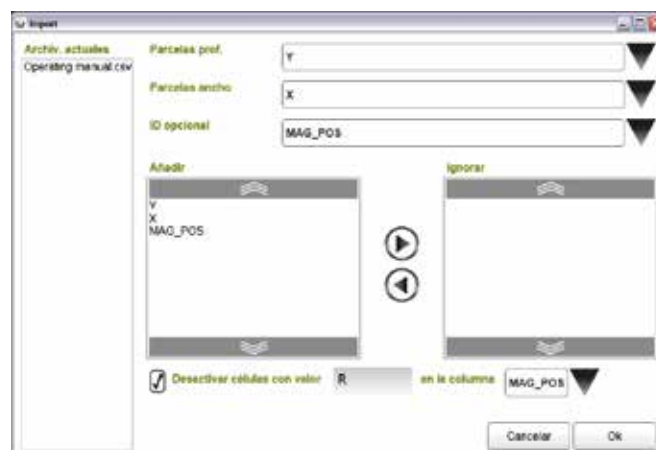 Import
Archiv. actuales
Operating manual.csv
Parcelas prof.
Y
Parcelas ancho
X
ID opcional
MAG_POS
Añadir
Ignorar
Y
X
MAG_POS
Desactivar células con valor R en la columna MAG_POS
Cancelar Ok